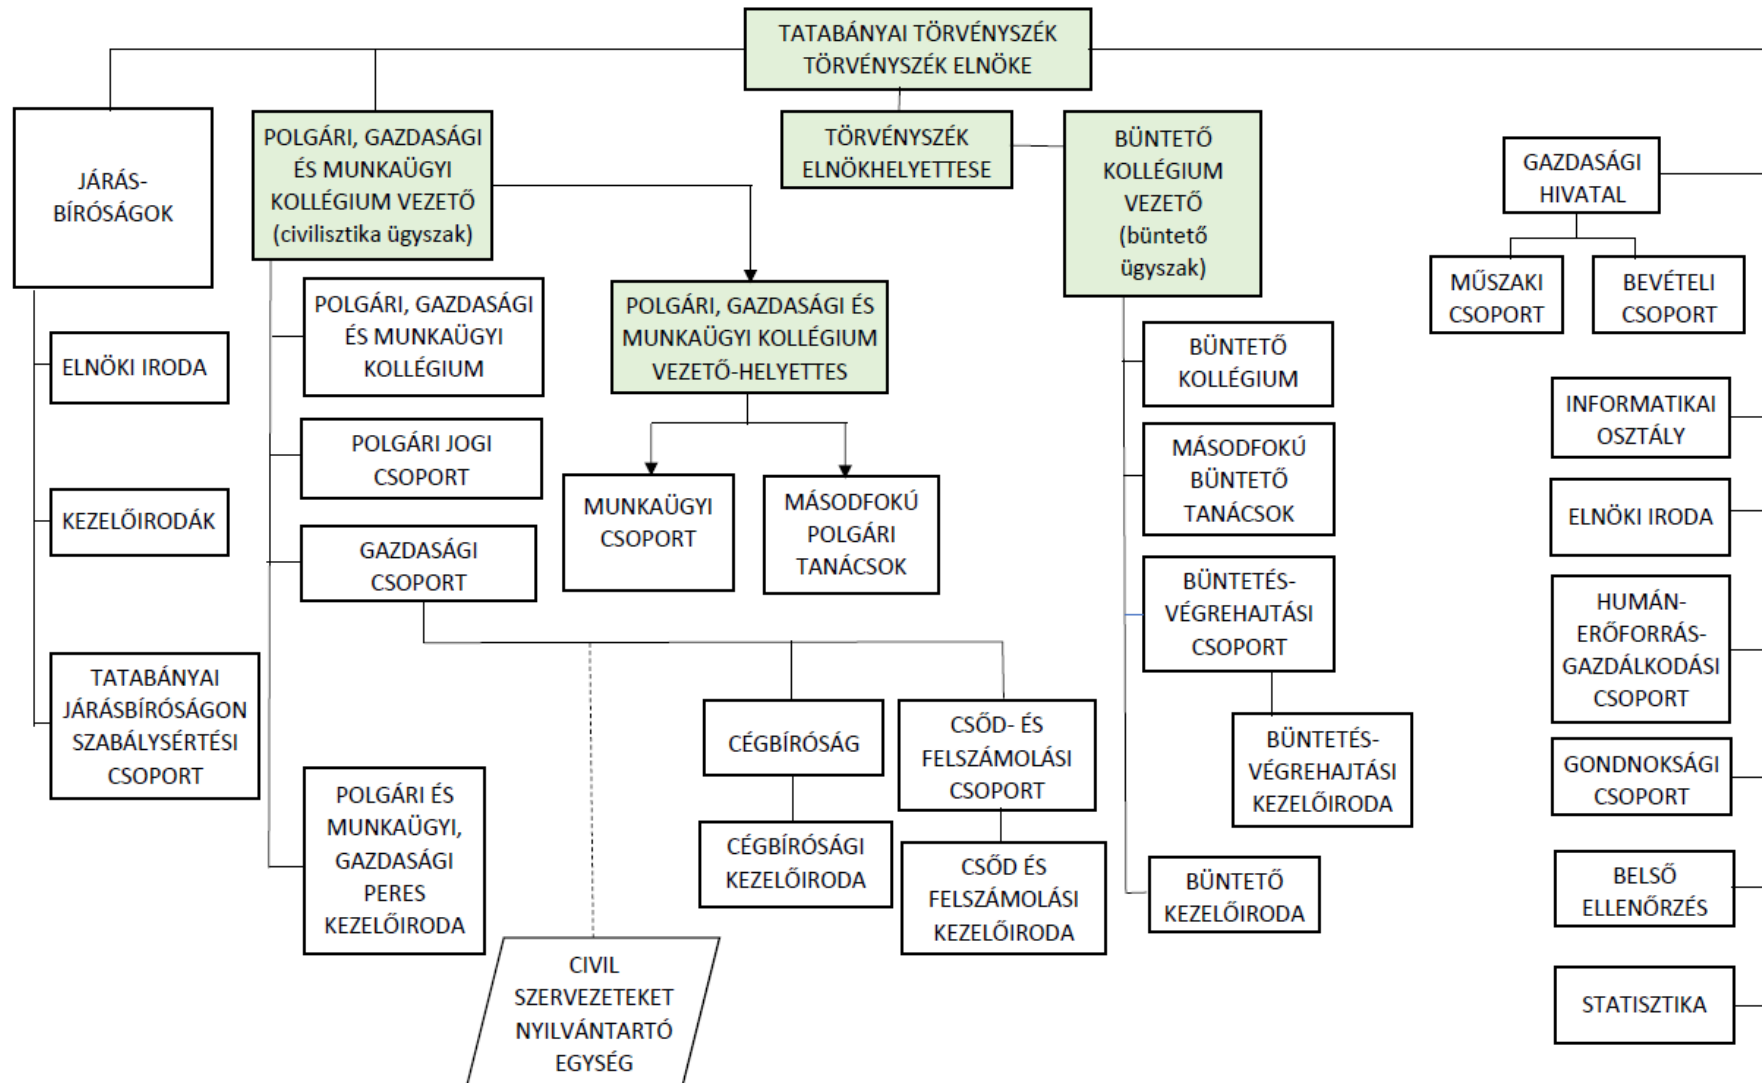 TATABÁNYAI TÖRVÉNYSZÉK
TÖRVÉNYSZÉK ELNÖKE
JÁRÁS-
BÍRÓSÁGOK
POLGÁRI, GAZDASÁGI
ÉS MUNKAÜGYI
KOLLÉGIUM VEZETŐ
(civilisztika ügyszak)
TÖRVÉNYSZÉK
ELNÖKHELYETTESE
BÜNTETŐ
KOLLÉGIUM
VEZETŐ
(büntető
ügyszak)
GAZDASÁGI
HIVATAL
MŰSZAKI
CSOPORT
BEVÉTELI
CSOPORT
ELNÖKI IRODA
KEZELŐIRODÁK
TATABÁNYAI
JÁRÁSBÍRÓSÁGON
SZABÁLYSÉRTÉSI
CSOPORT
POLGÁRI, GAZDASÁGI
ÉS MUNKAÜGYI
KOLLÉGIUM
POLGÁRI JOGI
CSOPORT
GAZDASÁGI
CSOPORT
POLGÁRI ÉS
MUNKAÜGYI,
GAZDASÁGI
PERES
KEZELŐIRODA
POLGÁRI, GAZDASÁGI ÉS
MUNKAÜGYI KOLLÉGIUM
VEZETŐ-HELYETTES
MUNKAÜGYI
CSOPORT
MÁSODFOKÚ
POLGÁRI
TANÁCSOK
CÉGBÍRÓSÁG
CÉGBÍRÓSÁGI
KEZELŐIRODA
CSŐD- ÉS
FELSZÁMOLÁSI
CSOPORT
CSŐD ÉS
FELSZÁMOLÁSI
KEZELŐIRODA
CIVIL
SZERVEZETEKET
NYILVÁNTARTÓ
EGYSÉG
BÜNTETŐ
KOLLÉGIUM
MÁSODFOKÚ
BÜNTETŐ
TANÁCSOK
BÜNTETÉS-
VÉGREHAJTÁSI
CSOPORT
BÜNTETÉS-
VÉGREHAJTÁSI
KEZELŐIRODA
BÜNTETŐ
KEZELŐIRODA
INFORMATIKAI
OSZTÁLY
ELNÖKI IRODA
HUMÁN-
ERŐFORRÁS-
GAZDÁLKODÁSI
CSOPORT
GONDNOKSÁGI
CSOPORT
BELSŐ
ELLENŐRZÉS
STATISZTIKA